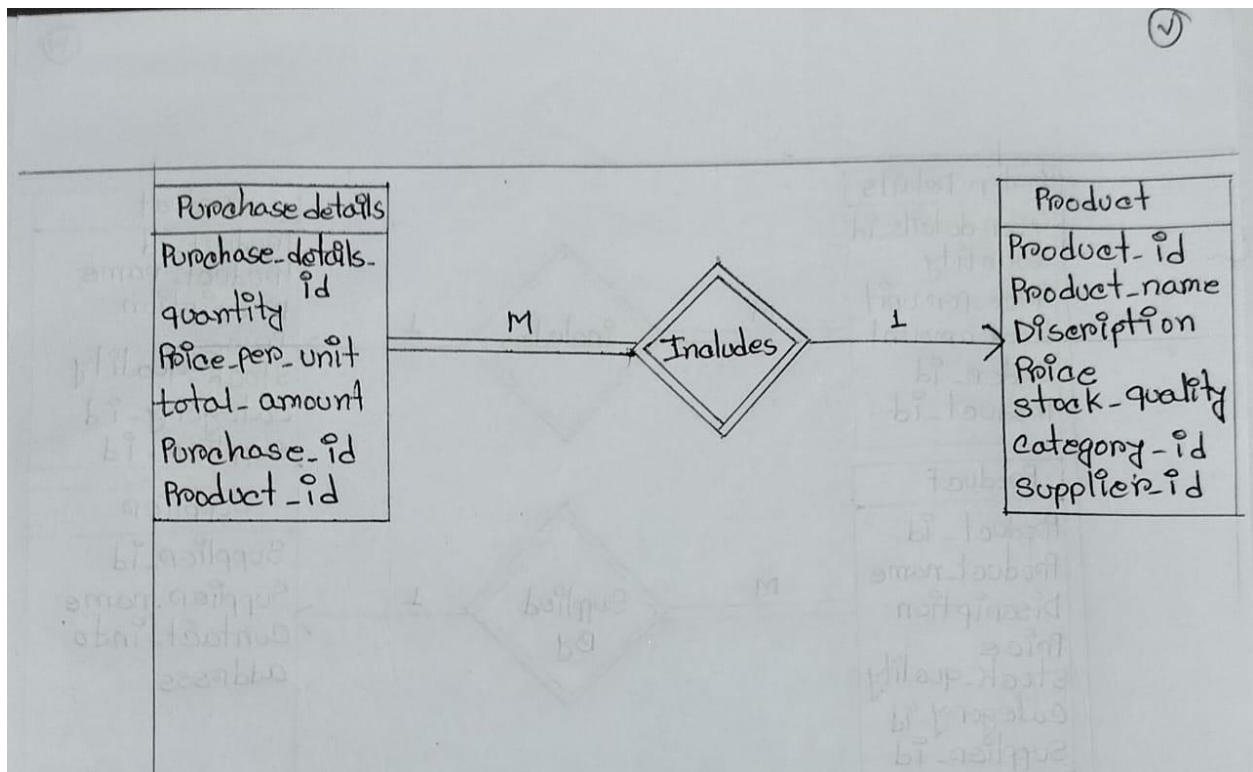 Purchase details
Purchase_details_
id
quantity
Price_per_unit
total_amount
Purchase_id
Product_id
M
Includes
1
Product
Product_id
Product_name
Discription
Price
stock_quality
Category_id
Supplier_id